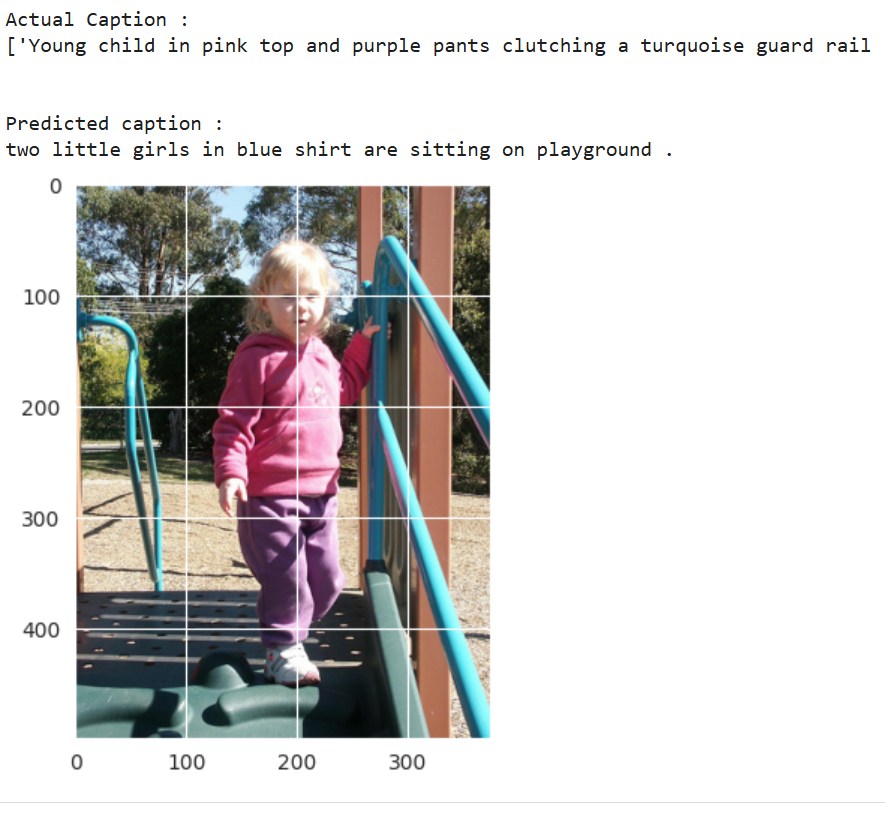 Actual Caption :
['Young child in pink top and purple pants clutching a turquoise guard rail
Predicted caption :
two little girls in blue shirt are sitting on playground .
0
100
200
300
400
0
100
200
300